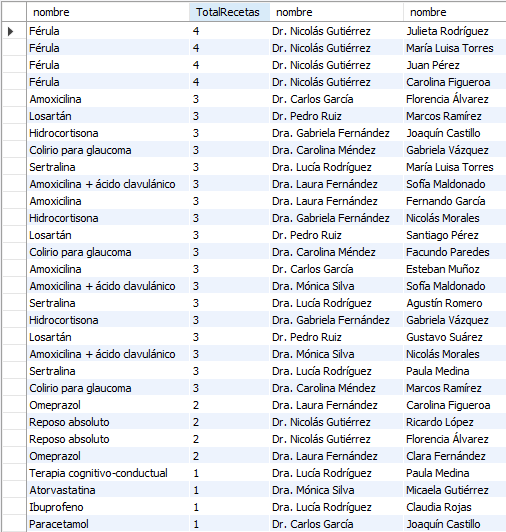 nombre TotalRecetas nombre nombre
Férula 4 Dr. Nicolás Gutiérrez Julieta Rodríguez
Férula 4 Dr. Nicolás Gutiérrez María Luisa Torres
Férula 4 Dr. Nicolás Gutiérrez Juan Pérez
Férula 4 Dr. Nicolás Gutiérrez Carolina Figueroa
Amoxicilina 3 Dr. Carlos García Florencia Álvarez
Losartán 3 Dr. Pedro Ruiz Marcos Ramírez
Hidrocortisona 3 Dra. Gabriela Fernández Joaquín Castillo
Colirio para glaucoma 3 Dra. Carolina Méndez Gabriela Vázquez
Sertralina 3 Dra. Lucía Rodríguez María Luisa Torres
Amoxicilina + ácido clavulánico 3 Dra. Laura Fernández Sofía Maldonado
Amoxicilina 3 Dra. Laura Fernández Fernando García
Hidrocortisona 3 Dra. Gabriela Fernández Nicolás Morales
Losartán 3 Dr. Pedro Ruiz Santiago Pérez
Colirio para glaucoma 3 Dra. Carolina Méndez Facundo Paredes
Amoxicilina 3 Dr. Carlos García Esteban Muñoz
Amoxicilina + ácido clavulánico 3 Dra. Mónica Silva Sofía Maldonado
Sertralina 3 Dra. Lucía Rodríguez Agustín Romero
Hidrocortisona 3 Dra. Gabriela Fernández Gabriela Vázquez
Losartán 3 Dr. Pedro Ruiz Gustavo Suárez
Amoxicilina + ácido clavulánico 3 Dra. Mónica Silva Nicolás Morales
Sertralina 3 Dra. Lucía Rodríguez Paula Medina
Colirio para glaucoma 3 Dra. Carolina Méndez Marcos Ramírez
Omeprazol 2 Dra. Laura Fernández Carolina Figueroa
Reposo absoluto 2 Dr. Nicolás Gutiérrez Ricardo López
Reposo absoluto 2 Dr. Nicolás Gutiérrez Florencia Álvarez
Omeprazol 2 Dra. Laura Fernández Clara Fernández
Terapia cognitivo-conductual 1 Dra. Lucía Rodríguez Paula Medina
Atorvastatina 1 Dra. Mónica Silva Micaela Gutiérrez
Ibuprofeno 1 Dra. Lucía Rodríguez Claudia Rojas
Paracetamol 1 Dr. Carlos García Joaquín Castillo